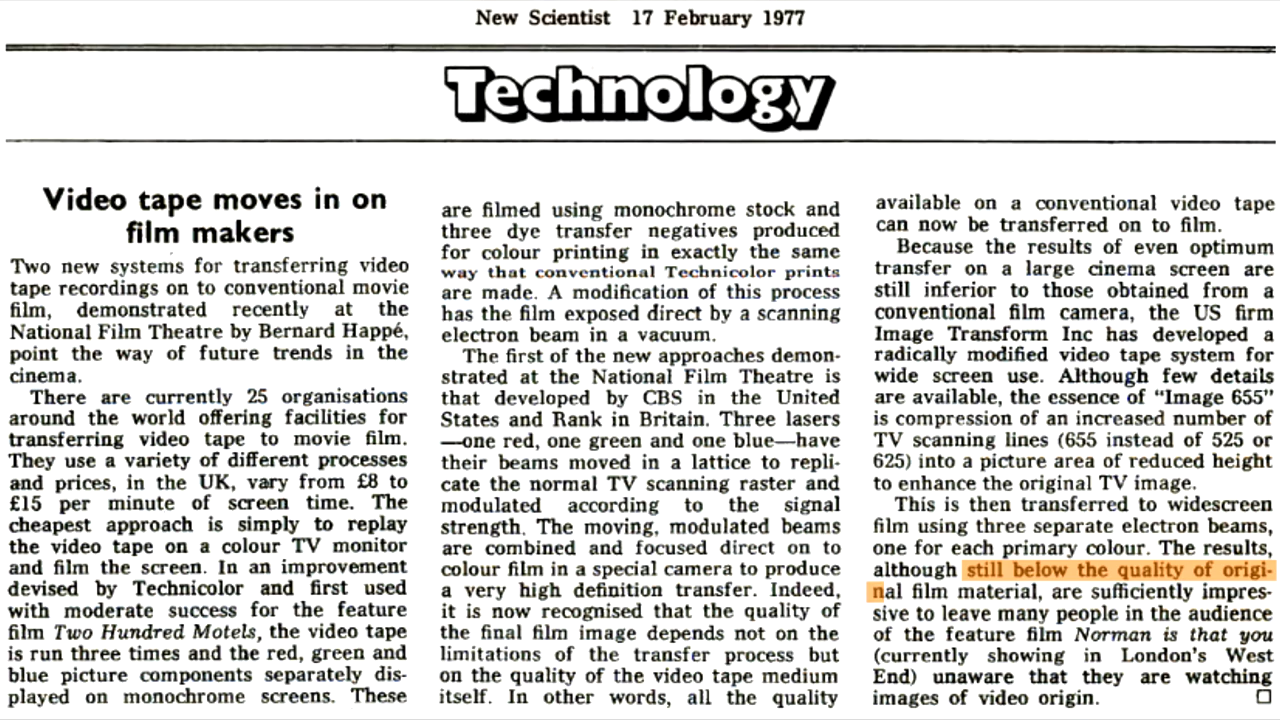 New Scientist 17 February 1977
Technology
Video tape moves in on
film makers
Two new systems for transferring video
tape recordings on to conventional movie
film, demonstrated recently at the
National Film Theatre by Bernard Happé,
point the way of future trends in the
cinema.
There are currently 25 organisations
around the world offering facilities for
transferring video tape to movie film.
They use a variety of different processes
and prices, in the UK, vary from £8 to
£15 per minute of screen time. The
cheapest approach is simply to replay
the video tape on a colour TV monitor
and film the screen. In an improvement
devised by Technicolor and first used
with moderate success for the feature
film Two Hundred Motels, the video tape
is run three times and the red, green and
blue picture components separately dis-
played on monochrome screens. These
are filmed using monochrome stock and
three dye transfer negatives produced
for colour printing in exactly the same
way that conventional Technicolor prints
are made. A modification of this process
has the film exposed direct by a scanning
electron beam in a vacuum.
The first of the new approaches demon-
strated at the National Film Theatre is
that developed by CBS in the United
States and Rank in Britain. Three lasers
—one red, one green and one blue—have
their beams moved in a lattice to repli-
cate the normal TV scanning raster and
modulated according to the signal
strength. The moving, modulated beams
are combined and focused direct on to
colour film in a special camera to produce
a very high definition transfer. Indeed,
it is now recognised that the quality of
the final film image depends not on the
limitations of the transfer process but
on the quality of the video tape medium
itself. In other words, all the quality
available on a conventional video tape
can now be transferred on to film.
Because the results of even optimum
transfer on a large cinema screen are
still inferior to those obtained from a
conventional film camera, the US firm
Image Transform Inc has developed a
radically modified video tape system for
wide screen use. Although few details
are available, the essence of "Image 655"
is compression of an increased number of
TV scanning lines (655 instead of 525 or
625) into a picture area of reduced height
to enhance the original TV image.
This is then transferred to widescreen
film using three separate electron beams,
one for each primary colour. The results,
although still below the quality of origi-
nal film material, are sufficiently impres-
sive to leave many people in the audience
of the feature film Norman is that you
(currently showing in London's West
End) unaware that they are watching
images of video origin.